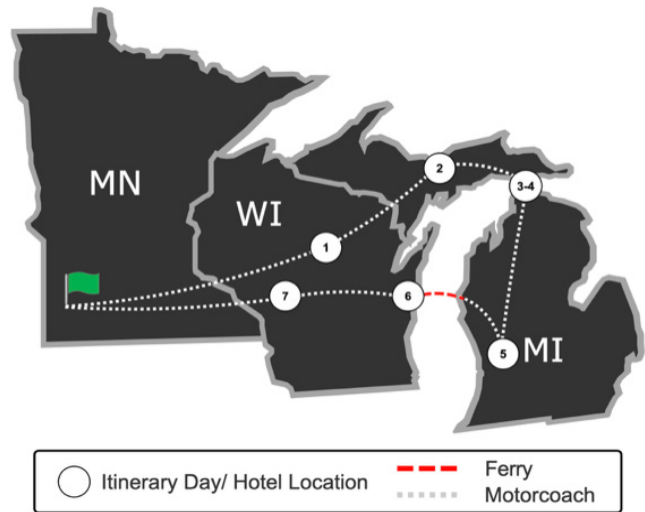 MN
WI
2
3-4
1
7
6
5
MI
Itinerary Day/ Hotel Location
Ferry
Motorcoach